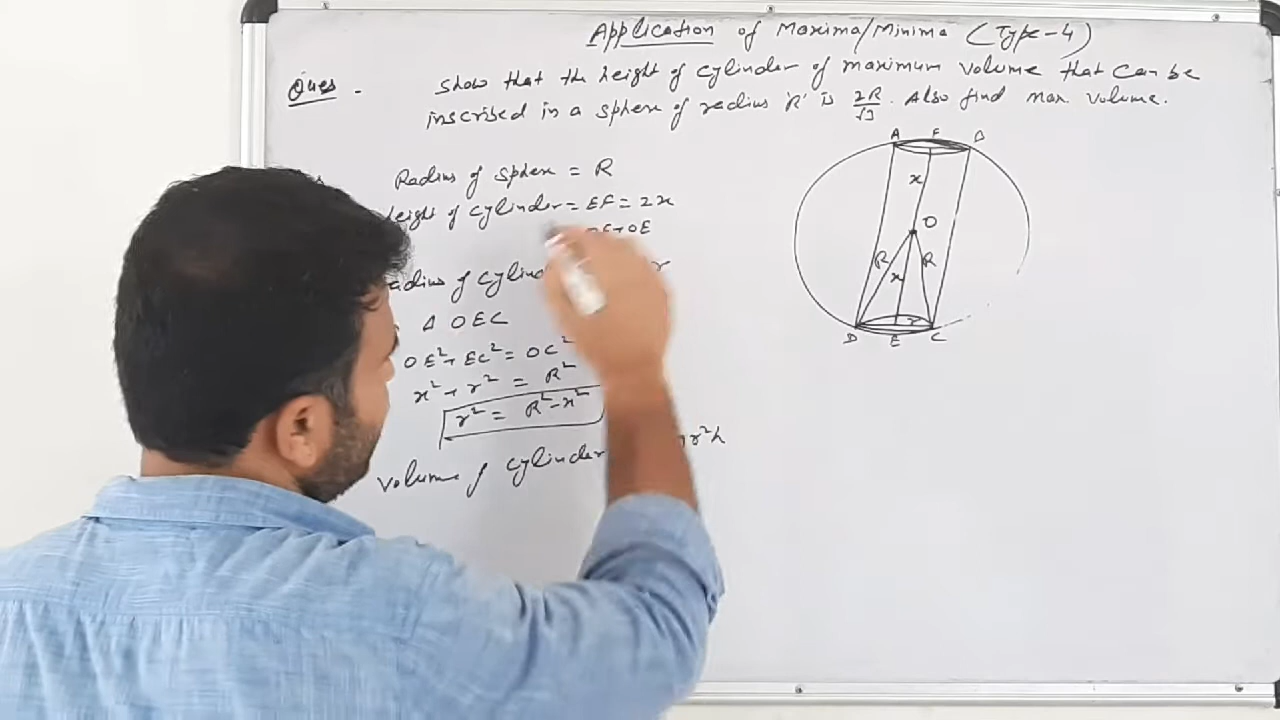 Application of Maxima/Minima (Type-4)
Ques. Show that the height of cylinder of maximum volume that can be
inscribed in a sphere of radius 'R' is 2R/√3. Also find max. volume.
Radius of sphere = R
height of cylinder = EF = 2x
OF+OE
radius of cylinder r
Δ OEC
OE²+EC² = OC²
x²+r² = R²
r² = R²-x²
Volume of cylinder πr²h
A F B
x
O
R x R
r
D E C